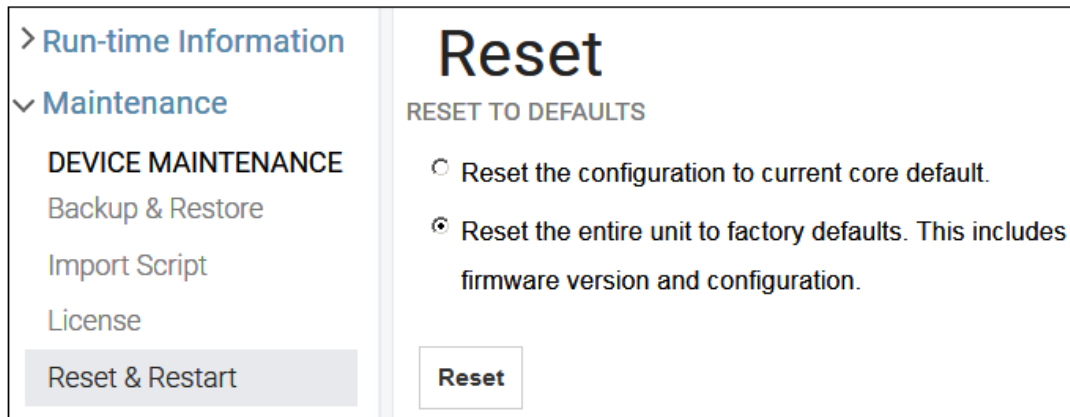 Run-time Information
Maintenance
DEVICE MAINTENANCE
Backup & Restore
Import Script
License
Reset & Restart
Reset
RESET TO DEFAULTS
Reset the configuration to current core default.
Reset the entire unit to factory defaults. This includes
firmware version and configuration.
Reset